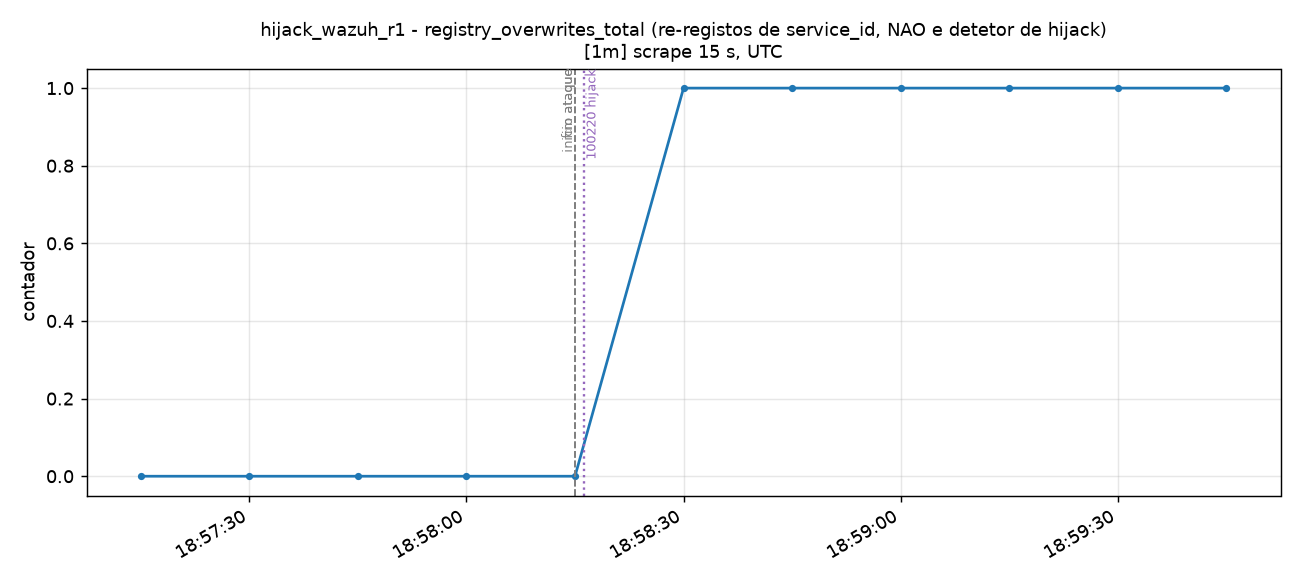 hijack_wazuh_r1 - registry_overwrites_total (re-registos de service_id, NAO e detetor de hijack)
[1m] scrape 15 s, UTC
contador
1.0
0.8
0.6
0.4
0.2
0.0
ataque
100220 hijack
18:57:30
18:58:00
18:58:30
18:59:00
18:59:30